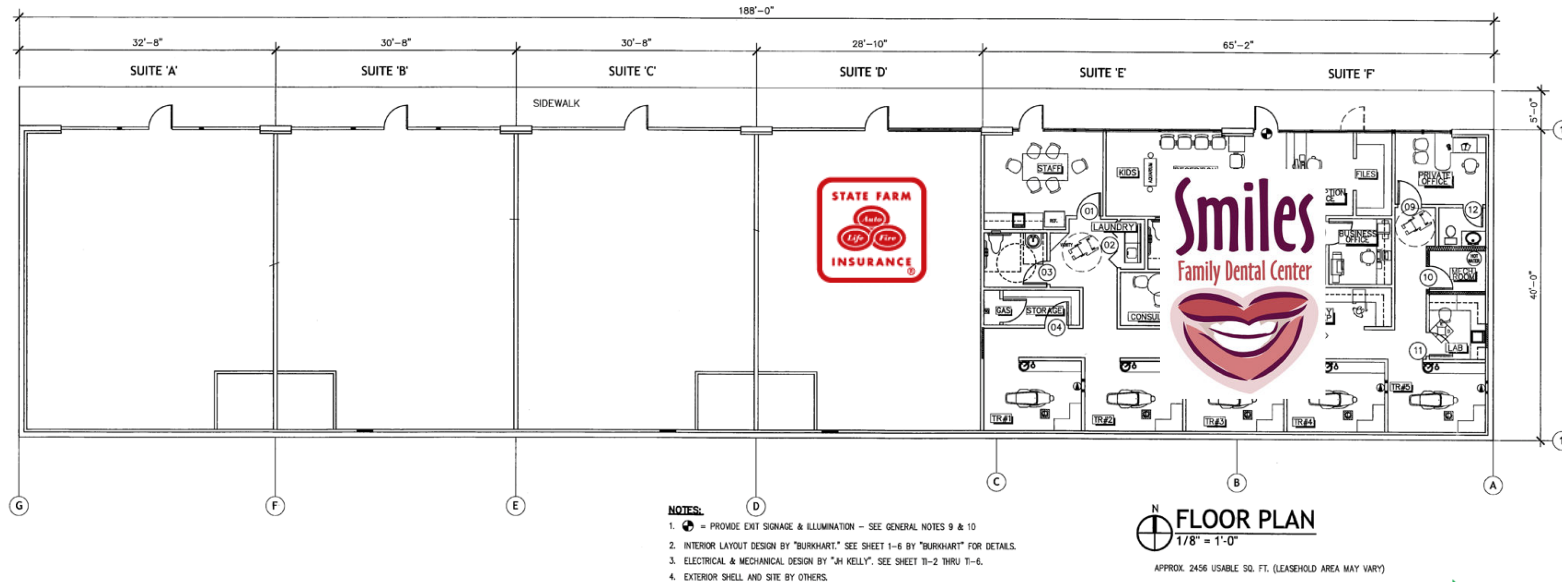 188'-0"
32'-8"
30'-8"
30'-8"
28'-10"
65'-2"
SUITE 'A'
SUITE 'B'
SUITE 'C'
SUITE 'D'
SUITE 'E'
SUITE 'F'
SIDEWALK
5'-0"
40'-0"
STATE FARM
Auto
Life Fire
INSURANCE
®
Smiles
Family Dental Center
STAFF
KIDS
AQUARIUM
FILES
PRIVATE
OFFICE
REF.
01
LAUNDRY
02
03
GAS
STORAGE
04
BUSINESS
OFFICE
09
12
10
MECH.
ROOM
11
LAB
TR#1
TR#2
TR#3
TR#4
TR#5
G
F
E
D
C
B
A
1
1
NOTES:
1. = PROVIDE EXIT SIGNAGE & ILLUMINATION – SEE GENERAL NOTES 9 & 10
2. INTERIOR LAYOUT DESIGN BY "BURKHART." SEE SHEET 1-6 BY "BURKHART" FOR DETAILS.
3. ELECTRICAL & MECHANICAL DESIGN BY "JH KELLY". SEE SHEET TI-2 THRU TI-6.
4. EXTERIOR SHELL AND SITE BY OTHERS.
N
FLOOR PLAN
1/8" = 1'-0"
APPROX. 2456 USABLE SQ. FT. (LEASEHOLD AREA MAY VARY)